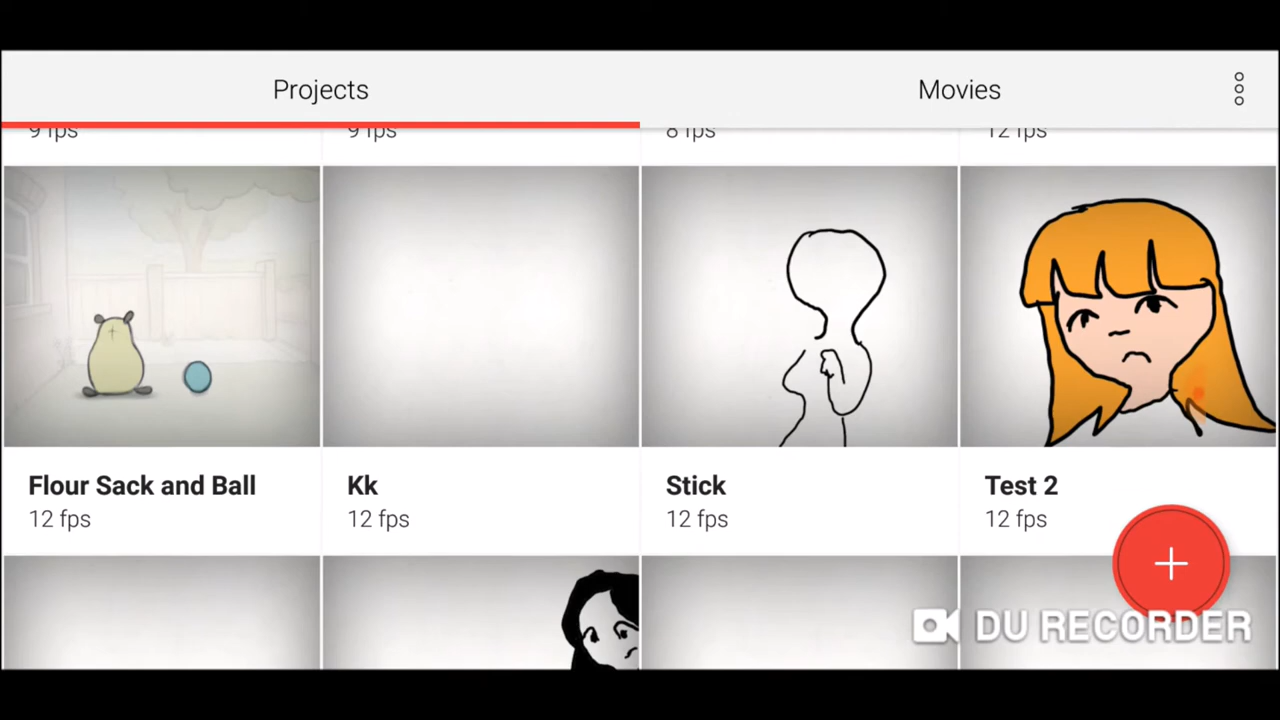 Projects
Movies
9 fps
9 fps
8 fps
12 fps
Flour Sack and Ball
Kk
Stick
Test 2
12 fps
12 fps
12 fps
12 fps
DU RECORDER